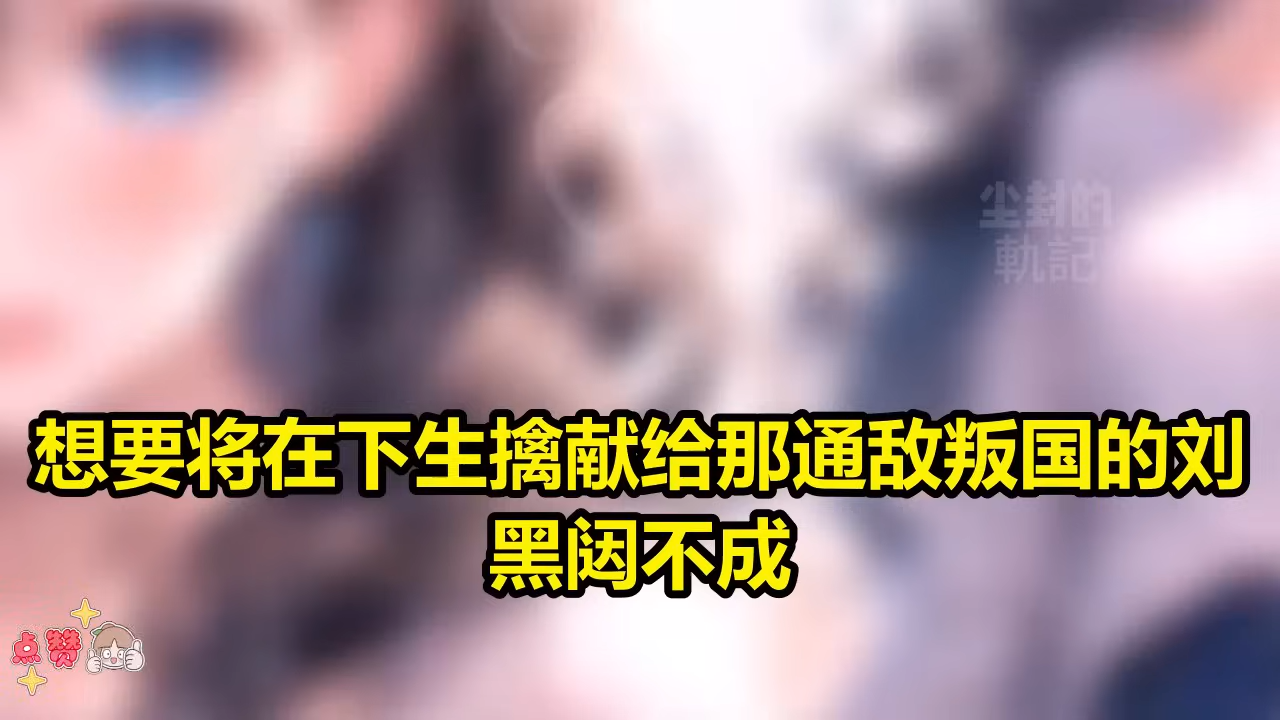 尘封的
軌記
想要将在下生擒献给那通敌叛国的刘
黑闼不成
点赞